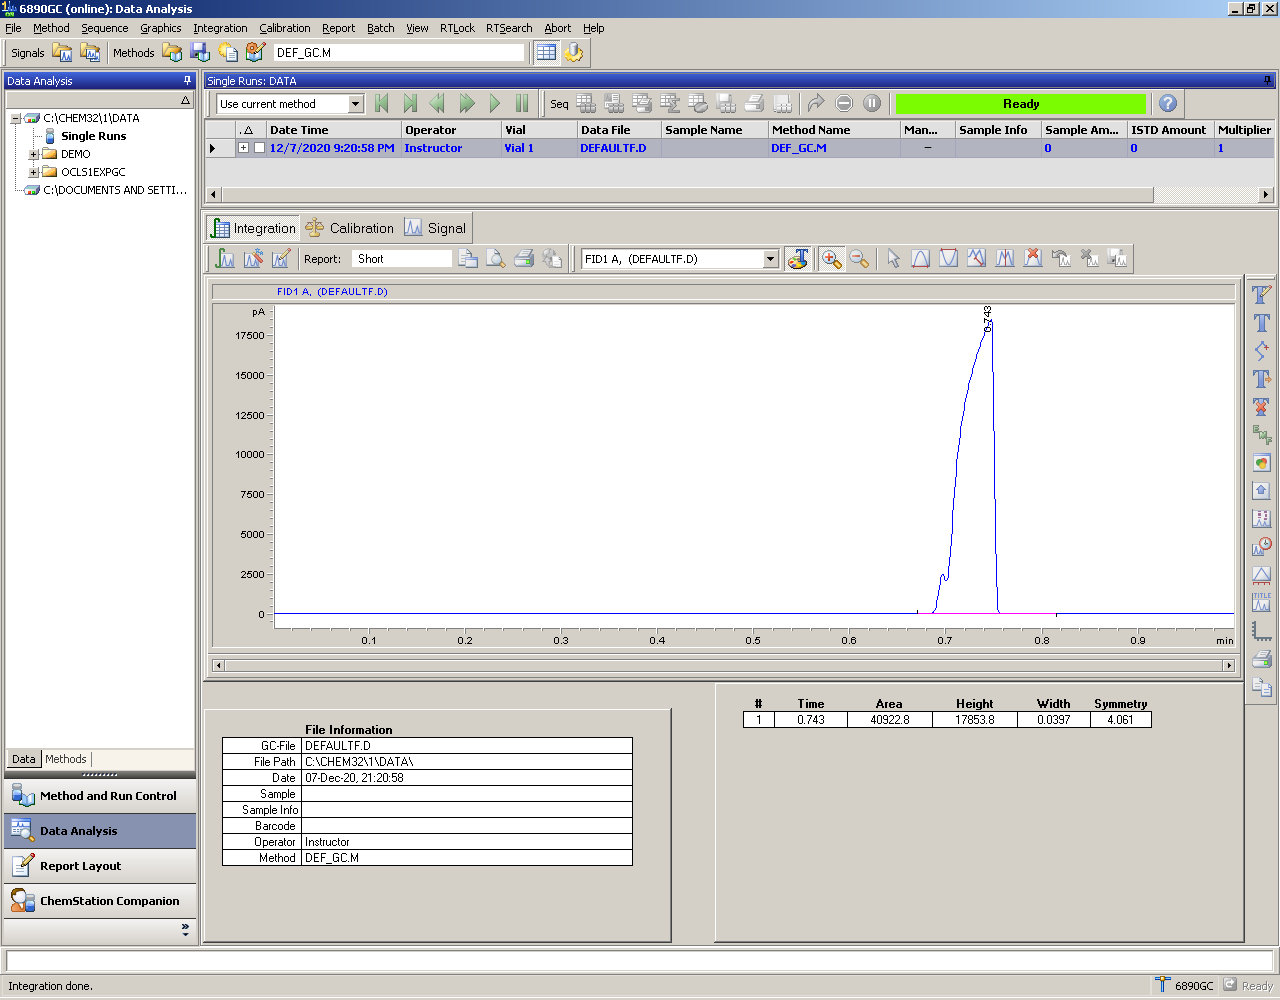 6890GC (online): Data Analysis
File Method Sequence Graphics Integration Calibration Report Batch View RTLock RTSearch Abort Help
Signals Methods DEF_GC.M
Data Analysis
C:\CHEM32\1\DATA
Single Runs
DEMO
OCLS1EXPGC
C:\DOCUMENTS AND SETTI...
Data Methods
Method and Run Control
Data Analysis
Report Layout
ChemStation Companion
Single Runs: DATA
Use current method Seq Ready
Date Time Operator Vial Data File Sample Name Method Name Man... Sample Info Sample Am... ISTD Amount Multiplier
12/7/2020 9:20:58 PM Instructor Vial 1 DEFAULTF.D DEF_GC.M – 0 0 1
Integration Calibration Signal
Report: Short FID1 A, (DEFAULTF.D)
FID1 A, (DEFAULTF.D)
pA
0.743
17500
15000
12500
10000
7500
5000
2500
0
0.1 0.2 0.3 0.4 0.5 0.6 0.7 0.8 0.9 min
TITLE
File Information
GC-File DEFAULTF.D
File Path C:\CHEM32\1\DATA\
Date 07-Dec-20, 21:20:58
Sample
Sample Info
Barcode
Operator Instructor
Method DEF_GC.M
# Time Area Height Width Symmetry
1 0.743 40922.8 17853.8 0.0397 4.061
Integration done.
6890GC Ready